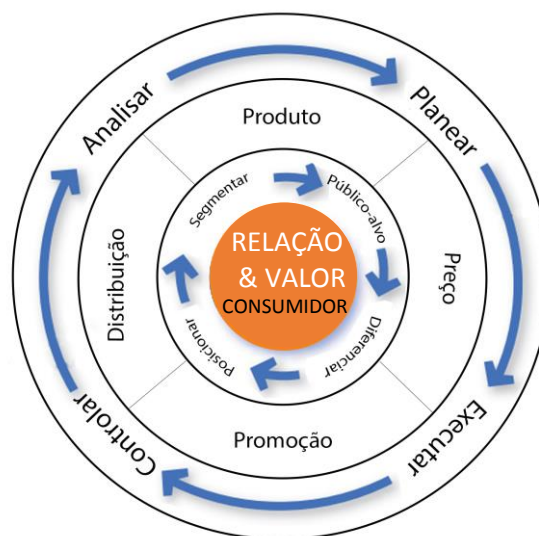 Analisar
Planear
Executar
Controlar
Produto
Preço
Promoção
Distribuição
Segmentar
Público-alvo
Diferenciar
Posicionar
RELAÇÃO
& VALOR
CONSUMIDOR